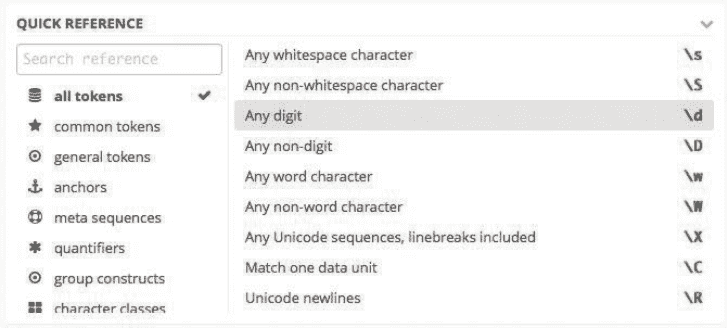 QUICK REFERENCE
Search reference
all tokens
common tokens
general tokens
anchors
meta sequences
quantifiers
group constructs
character classes
Any whitespace character \s
Any non-whitespace character \S
Any digit \d
Any non-digit \D
Any word character \w
Any non-word character \W
Any Unicode sequences, linebreaks included \X
Match one data unit \C
Unicode newlines \R